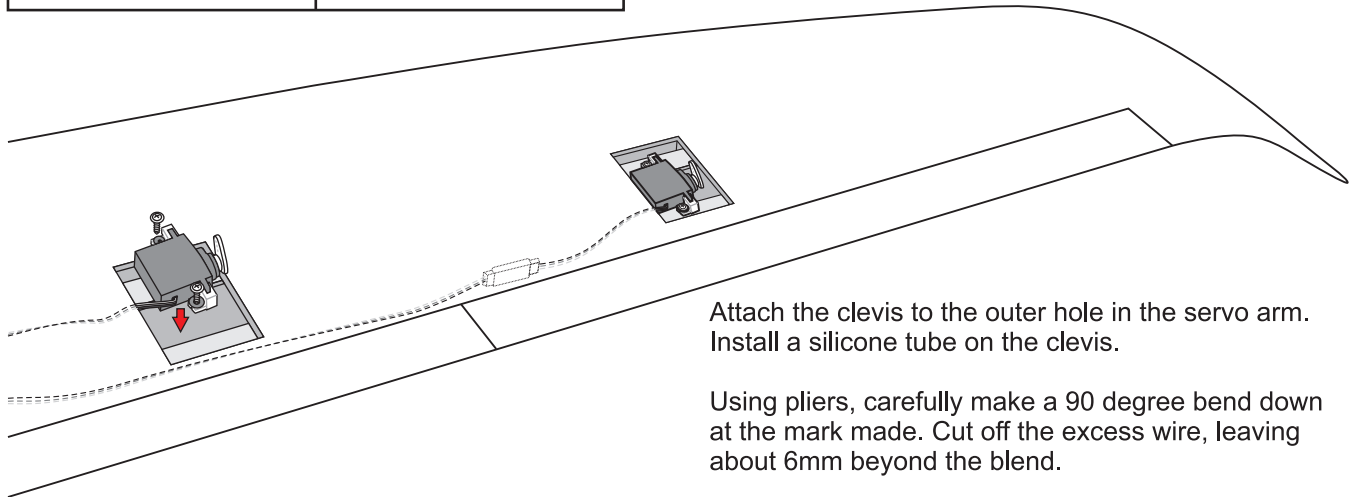 Attach the clevis to the outer hole in the servo arm.
Install a silicone tube on the clevis.
Using pliers, carefully make a 90 degree bend down
at the mark made. Cut off the excess wire, leaving
about 6mm beyond the blend.